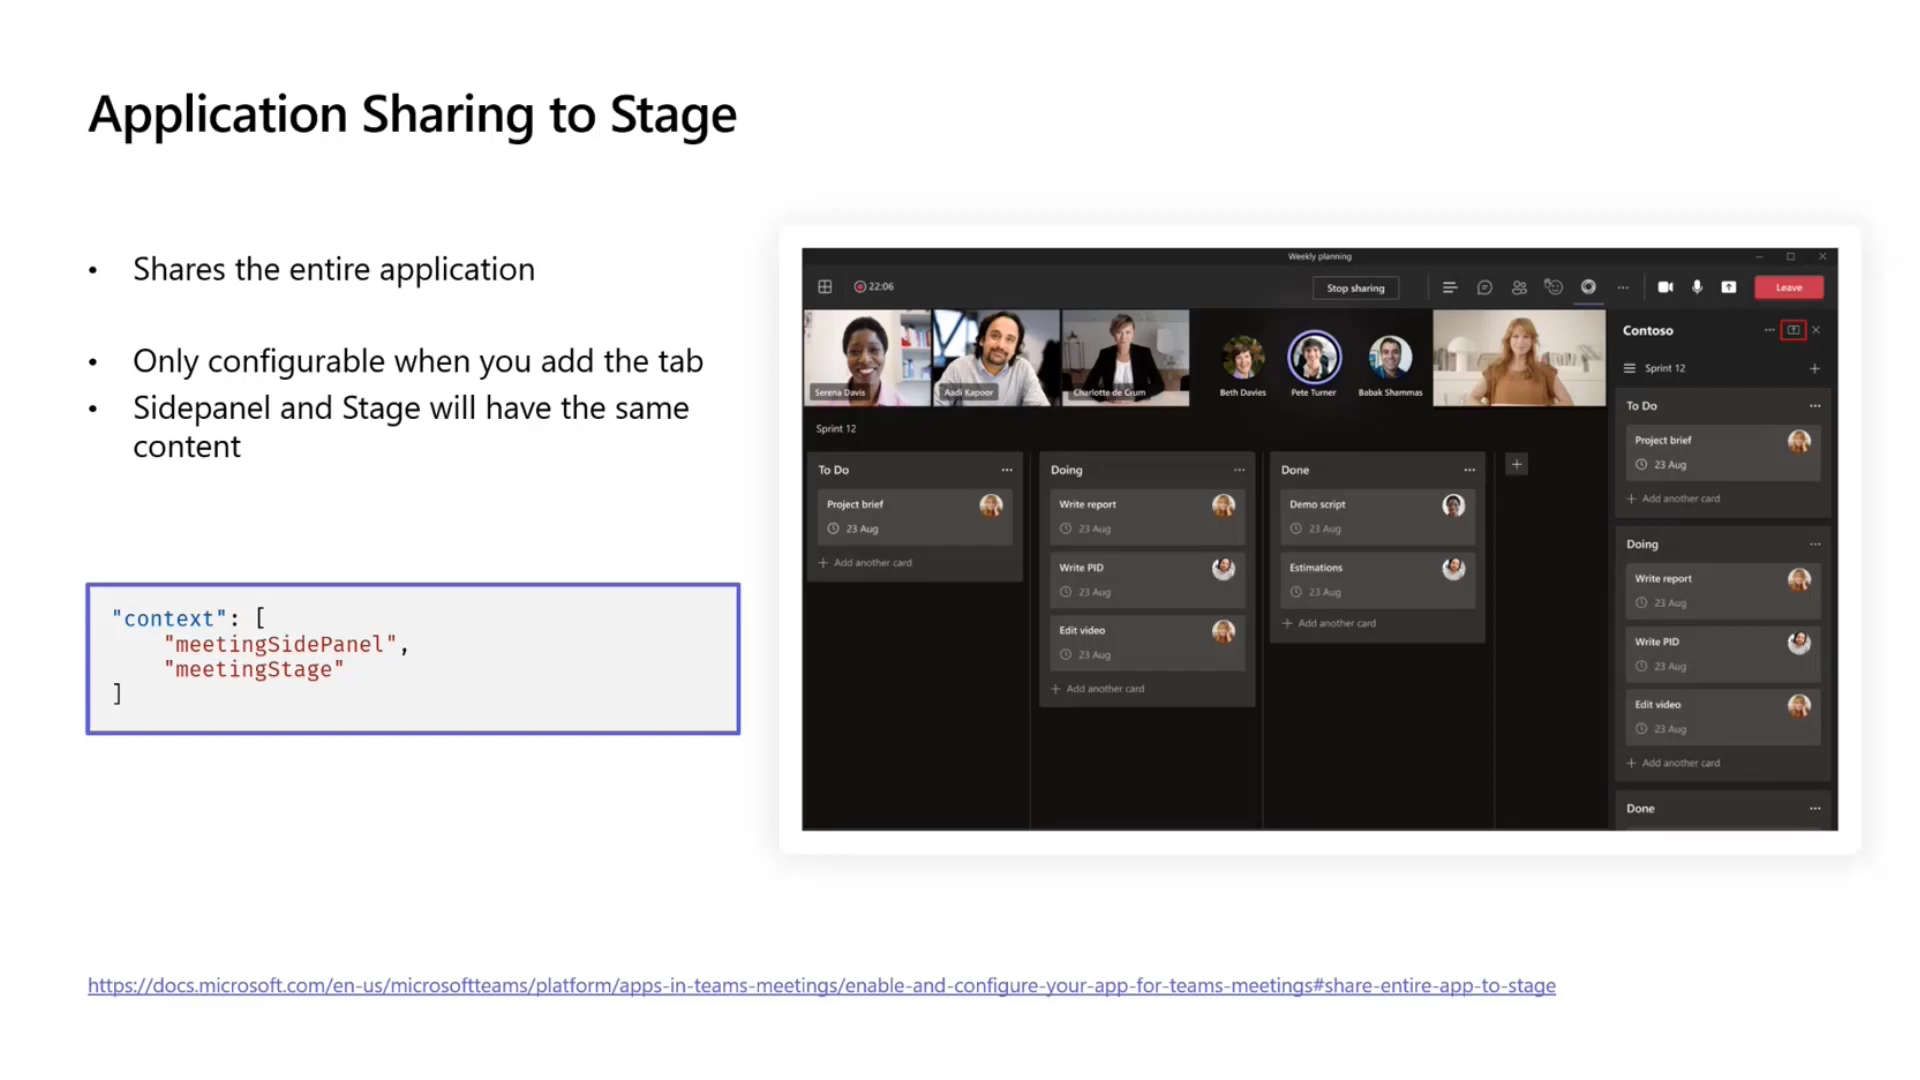 Application Sharing to Stage
• Shares the entire application
• Only configurable when you add the tab
• Sidepanel and Stage will have the same
content
"context": [
"meetingSidePanel",
"meetingStage"
]
Weekly planning
22:06
Stop sharing
Leave
Serena Davis
Aadi Kapoor
Charlotte de Crum
Beth Davies
Pete Turner
Babak Shammas
Sprint 12
To Do
Project brief
23 Aug
Add another card
Doing
Write report
23 Aug
Write PID
23 Aug
Edit video
23 Aug
Add another card
Done
Demo script
23 Aug
Estimations
23 Aug
Add another card
Contoso
Sprint 12
To Do
Project brief
23 Aug
Add another card
Doing
Write report
23 Aug
Write PID
23 Aug
Edit video
23 Aug
Add another card
Done
https://docs.microsoft.com/en-us/microsoftteams/platform/apps-in-teams-meetings/enable-and-configure-your-app-for-teams-meetings#share-entire-app-to-stage